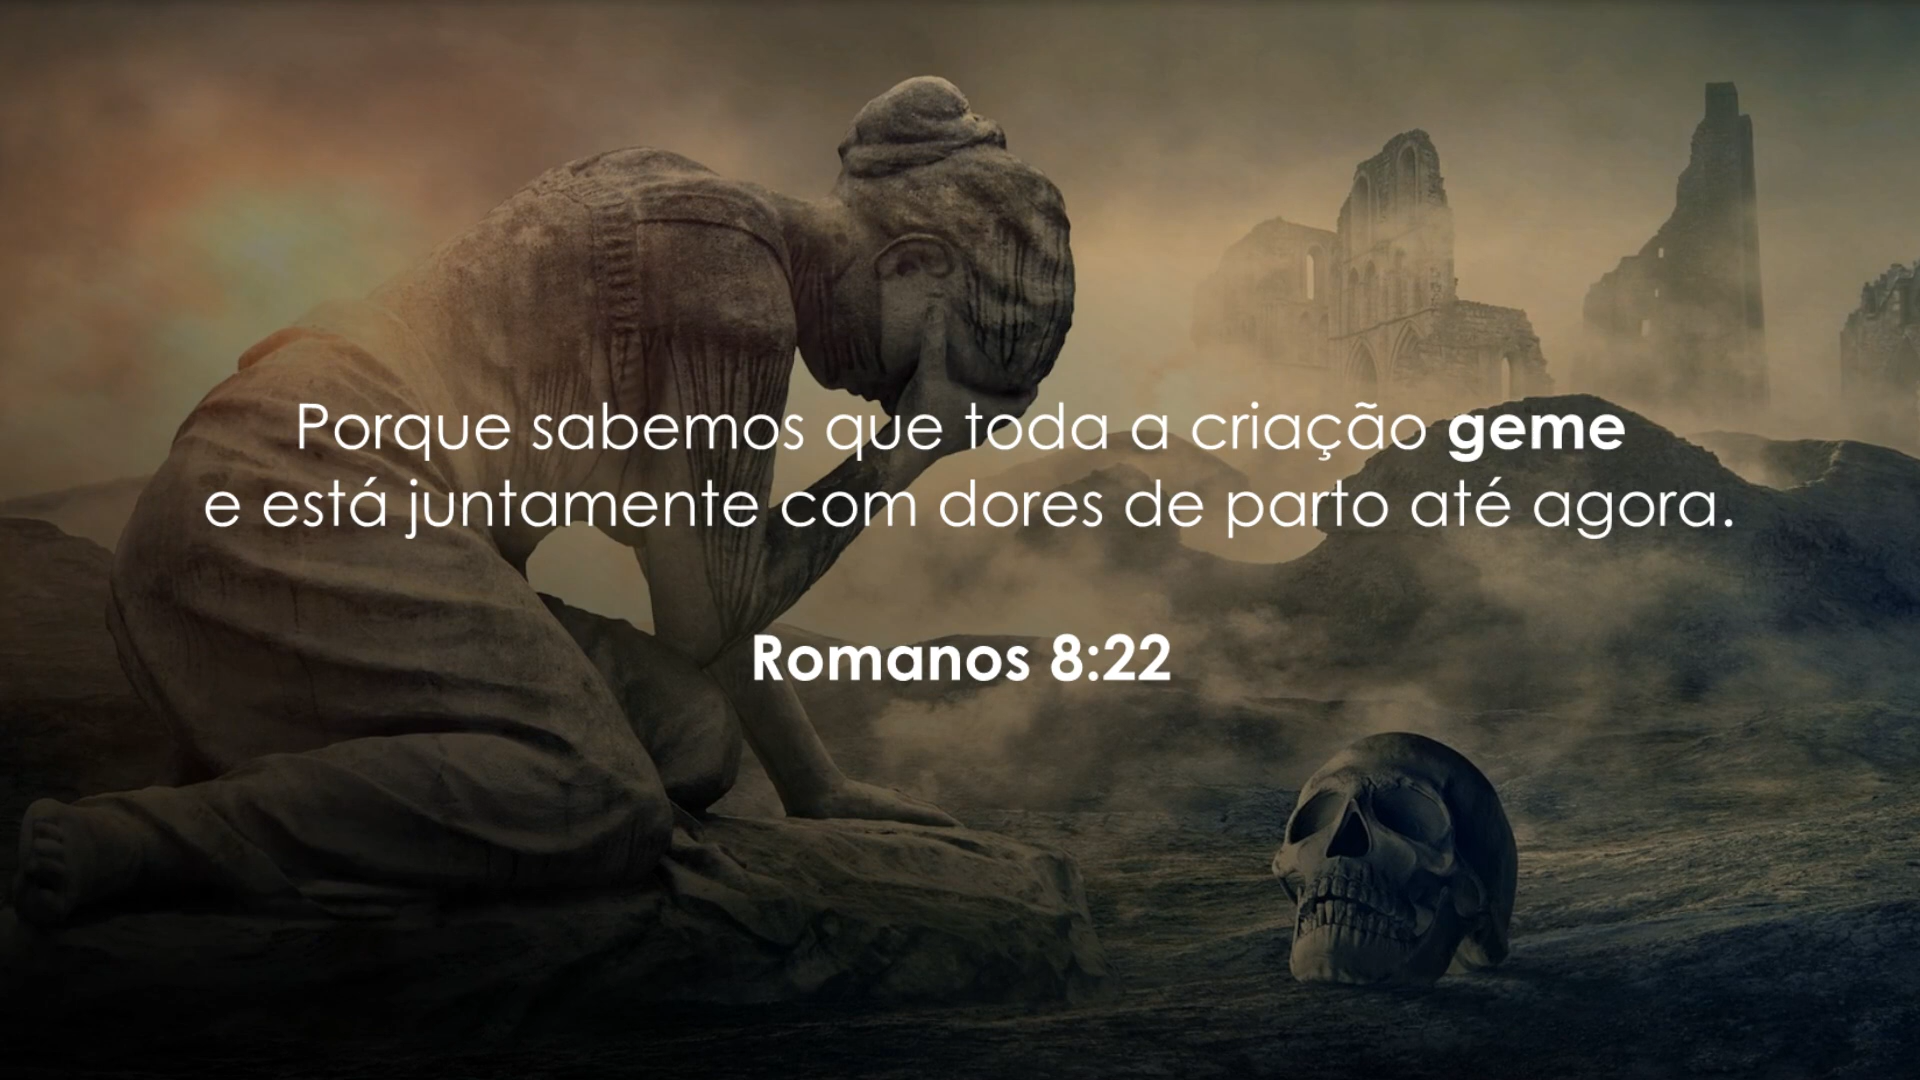 Porque sabemos que toda a criação geme
e está juntamente com dores de parto até agora.
Romanos 8:22